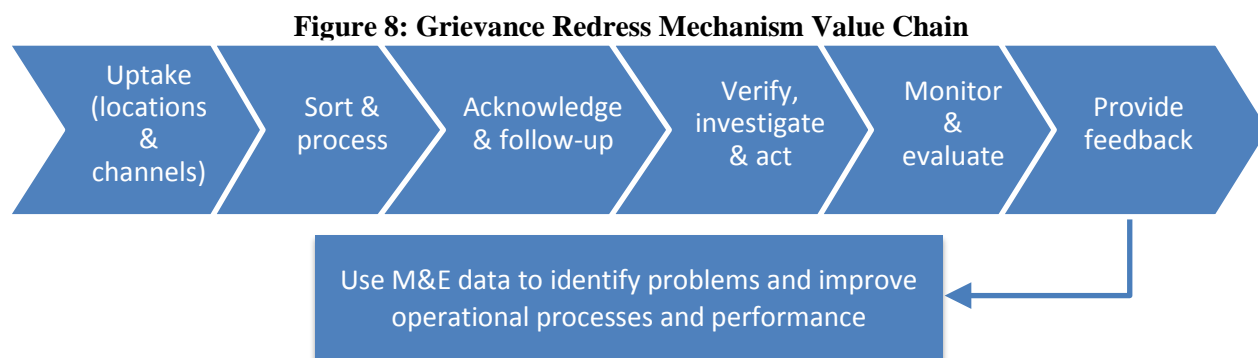 Figure 8: Grievance Redress Mechanism Value Chain
Uptake
(locations
&
channels)
Sort &
process
Acknowledge
& follow-up
Verify,
investigate
& act
Monitor
&
evaluate
Provide
feedback
Use M&E data to identify problems and improve
operational processes and performance